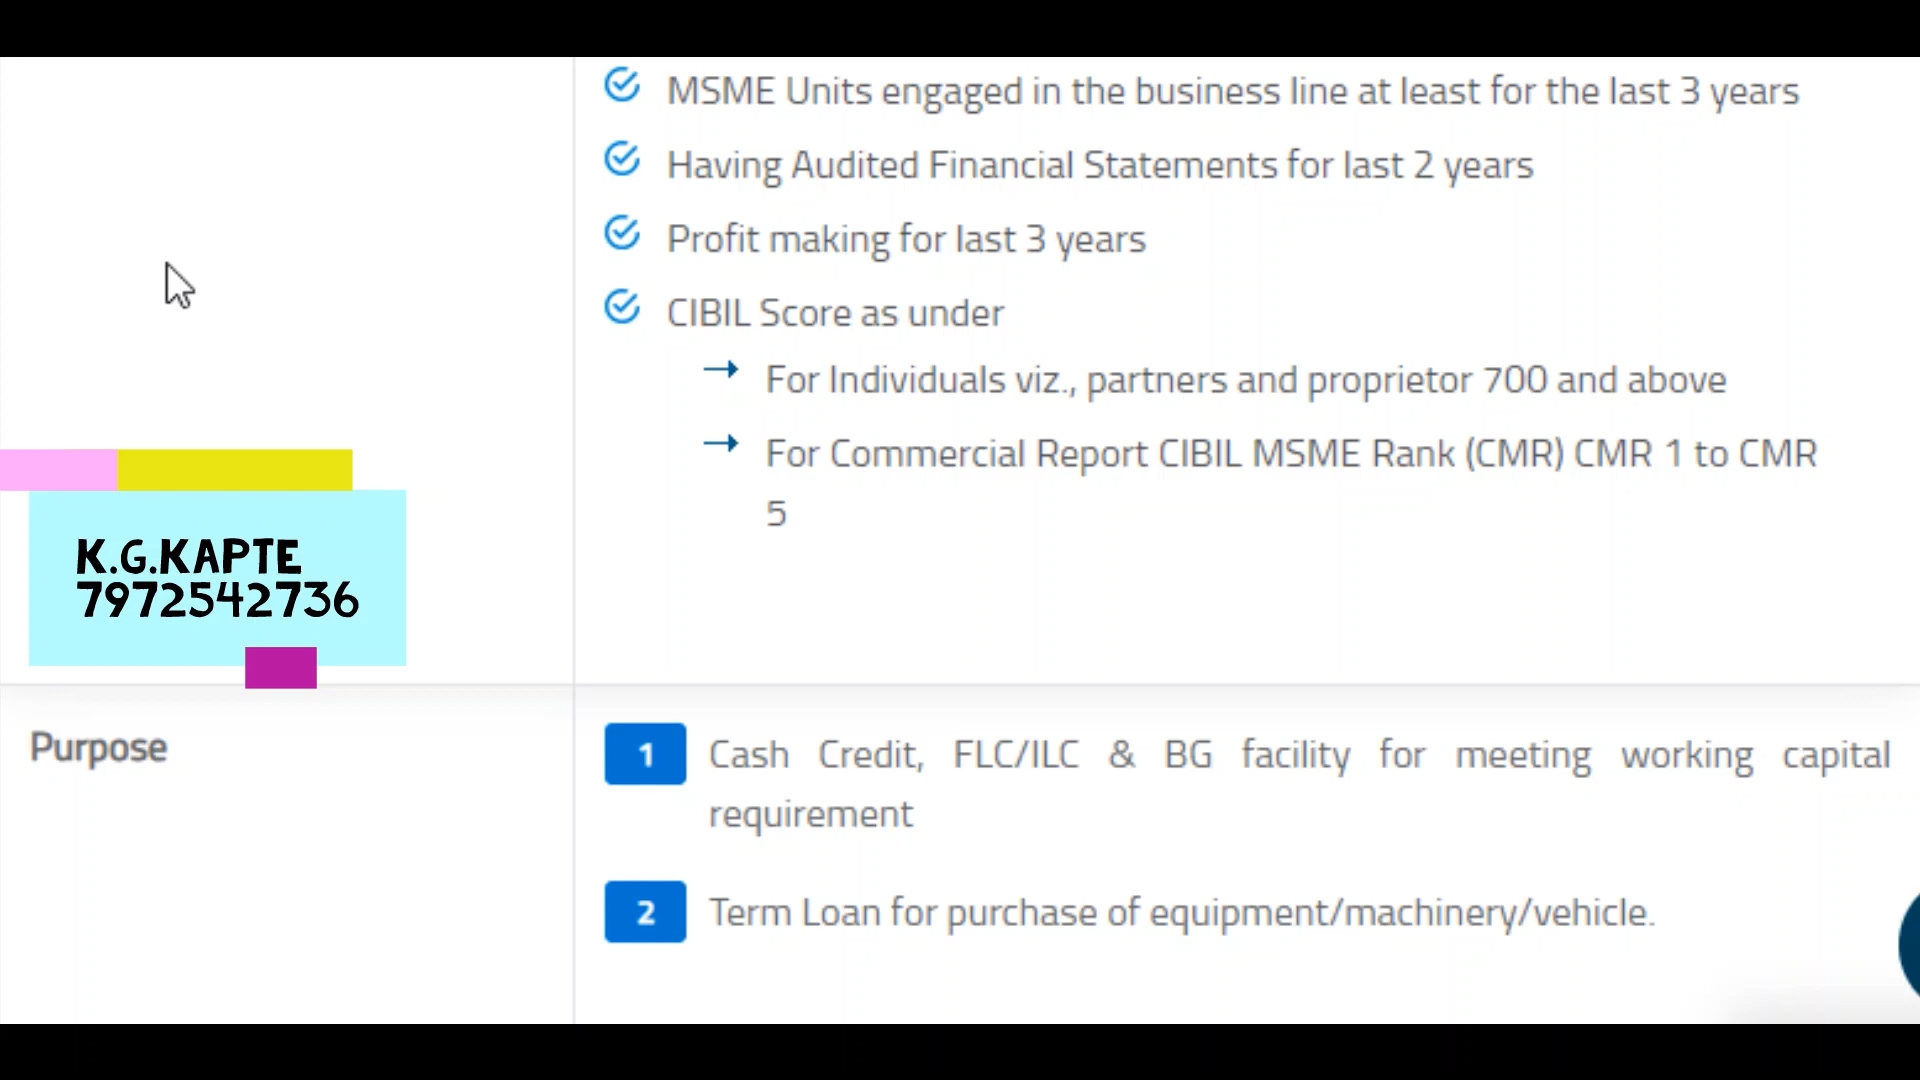 MSME Units engaged in the business line at least for the last 3 years
Having Audited Financial Statements for last 2 years
Profit making for last 3 years
CIBIL Score as under
For Individuals viz., partners and proprietor 700 and above
For Commercial Report CIBIL MSME Rank (CMR) CMR 1 to CMR
5
K.G.KAPTE
7972542736
Purpose
1 Cash Credit, FLC/ILC & BG facility for meeting working capital
requirement
2 Term Loan for purchase of equipment/machinery/vehicle.